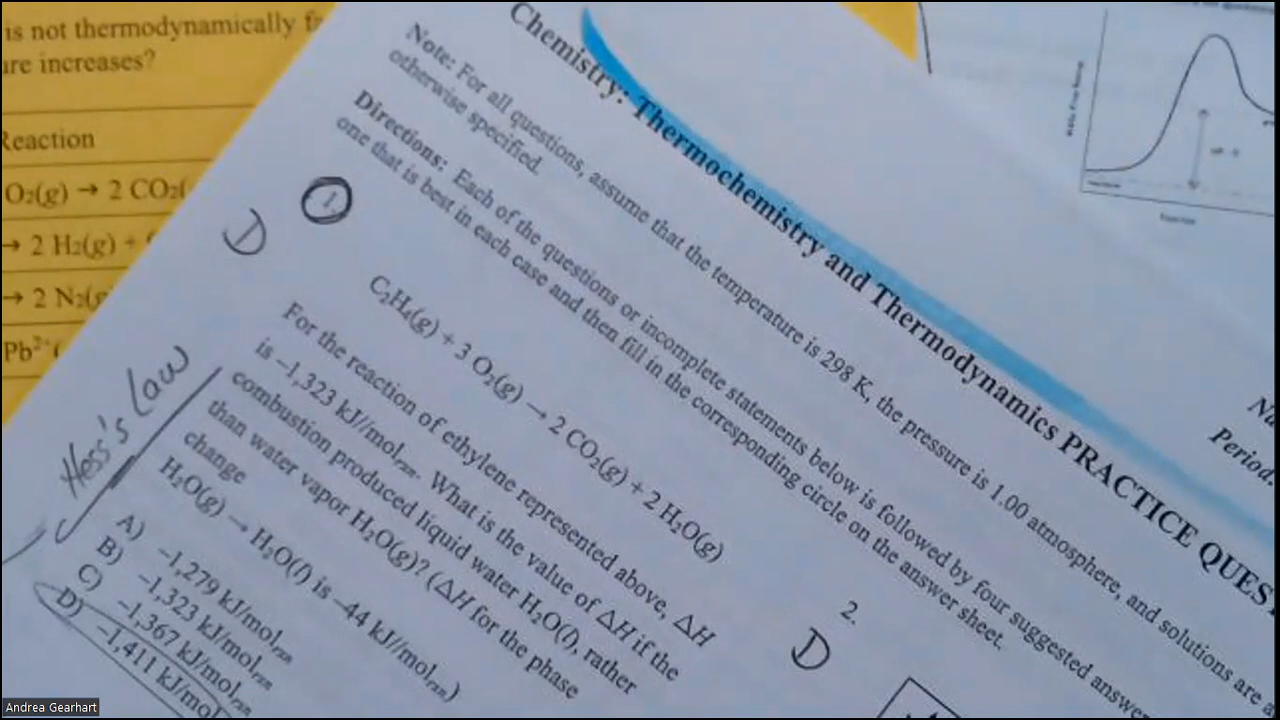 is not thermodynamically
are increases?
Reaction
O₂(g) → 2 CO₂(
→ 2 H₂(g) +
→ 2 N₂(g
Pb²⁺(
Chemistry: Thermochemistry and Thermodynamics PRACTICE QUES
Period.
Note: For all questions, assume that the temperature is 298 K, the pressure is 1.00 atmosphere, and solutions are
otherwise specified.
Directions: Each of the questions or incomplete statements below is followed by four suggested answe
one that is best in each case and then fill in the corresponding circle on the answer sheet.
1.
D
C₂H₄(g) + 3 O₂(g) → 2 CO₂(g) + 2 H₂O(g)
For the reaction of ethylene represented above, ΔH
is −1,323 kJ//molᵣₓₙ. What is the value of ΔH if the
combustion produced liquid water H₂O(l), rather
than water vapor H₂O(g)? (ΔH for the phase
change
H₂O(g) → H₂O(l) is −44 kJ//molᵣₓₙ)
Hess's Law
A) −1,279 kJ/molᵣₓₙ
B) −1,323 kJ/molᵣₓₙ
C) −1,367 kJ/molᵣₓₙ
D) −1,411 kJ/mol
2.
D
Andrea Gearhart